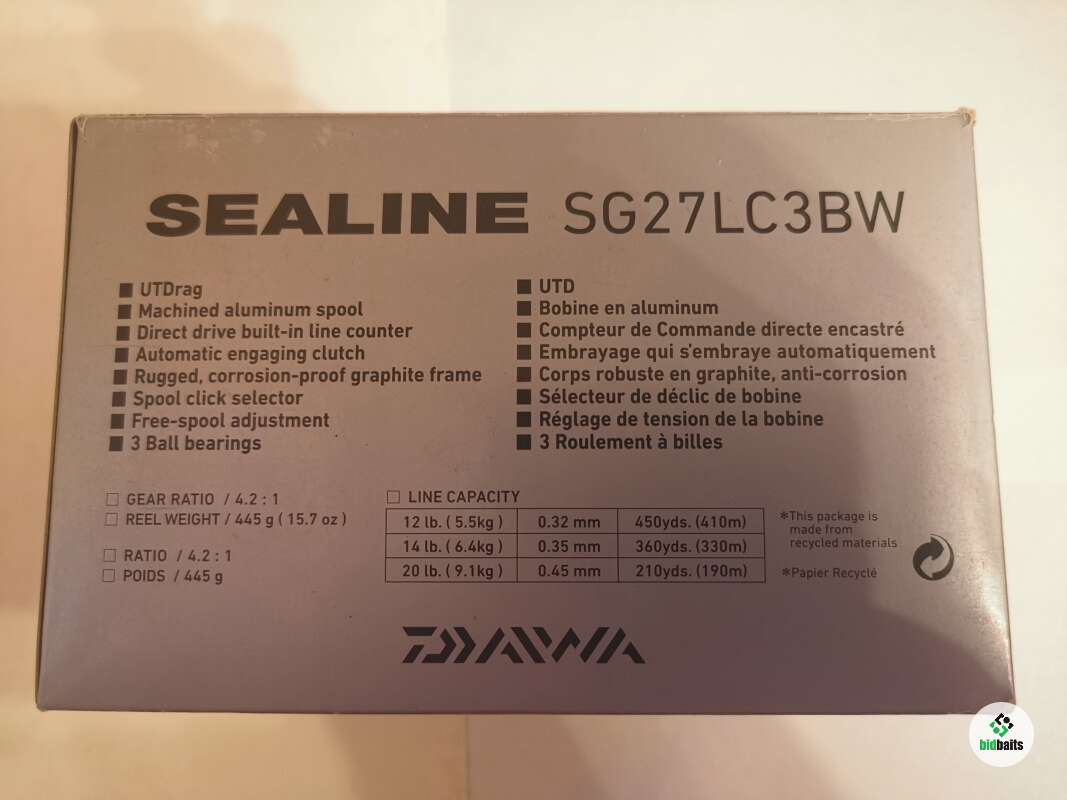 SEALINE SG27LC3BW
■ UTDrag
■ Machined aluminum spool
■ Direct drive built-in line counter
■ Automatic engaging clutch
■ Rugged, corrosion-proof graphite frame
■ Spool click selector
■ Free-spool adjustment
■ 3 Ball bearings
■ UTD
■ Bobine en aluminum
■ Compteur de Commande directe encastré
■ Embrayage qui s'embraye automatiquement
■ Corps robuste en graphite, anti-corrosion
■ Sélecteur de déclic de bobine
■ Réglage de tension de la bobine
■ 3 Roulement à billes
□ GEAR RATIO / 4.2 : 1
□ REEL WEIGHT / 445 g ( 15.7 oz )
□ RATIO / 4.2 : 1
□ POIDS / 445 g
□ LINE CAPACITY
12 lb. ( 5.5kg ) 0.32 mm 450yds. (410m)
14 lb. ( 6.4kg ) 0.35 mm 360yds. (330m)
20 lb. ( 9.1kg ) 0.45 mm 210yds. (190m)
*This package is
made from
recycled materials
*Papier Recyclé
DAIWA
bidbaits